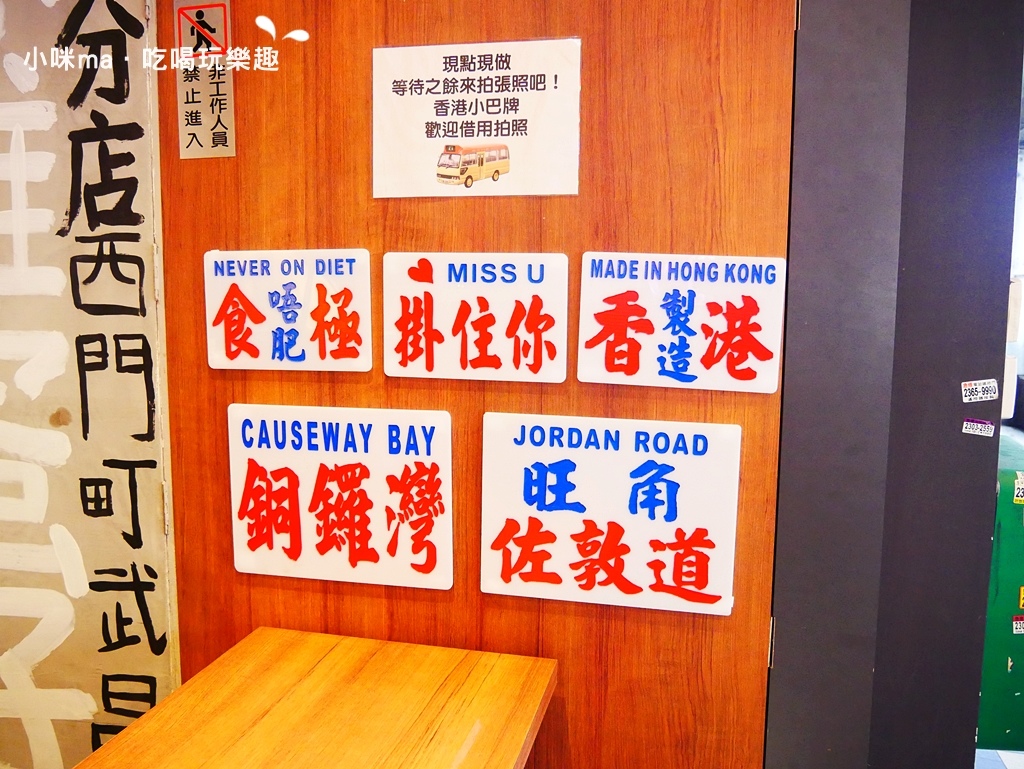 小咪ma．吃喝玩樂趣
非工作人員
禁止進入
現點現做
等待之餘來拍張照吧！
香港小巴牌
歡迎借用拍照
NEVER ON DIET
食唔肥極
MISS U
掛住你
MADE IN HONG KONG
香製造港
CAUSEWAY BAY
銅鑼灣
JORDAN ROAD
旺角
佐敦道
分店西門町武昌
2365-9990
2303-2559